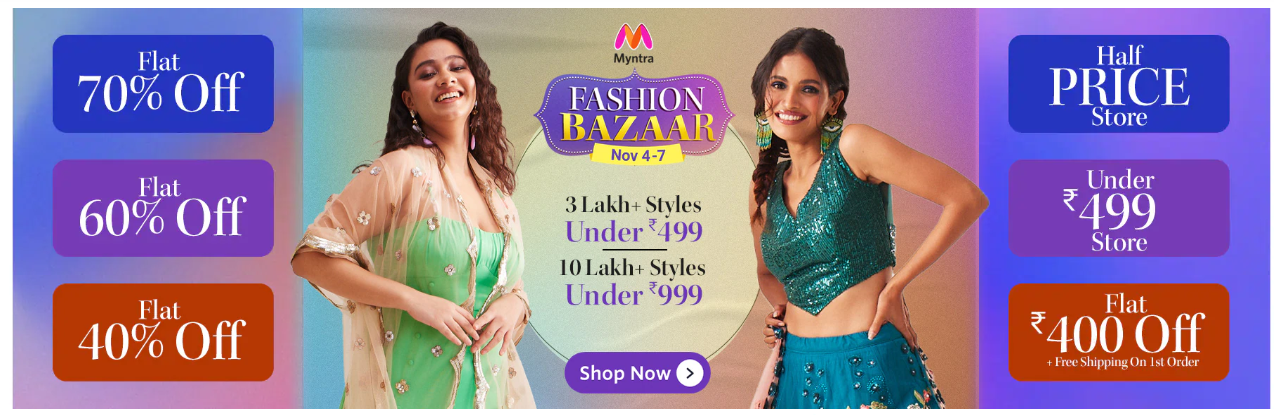 Flat
70% Off
Flat
60% Off
Flat
40% Off
Myntra
FASHION
BAZAAR
Nov 4-7
3 Lakh+ Styles
Under ₹499
10 Lakh+ Styles
Under ₹999
Shop Now
Half
PRICE
Store
Under
₹499
Store
Flat
₹400 Off
+ Free Shipping On 1st Order